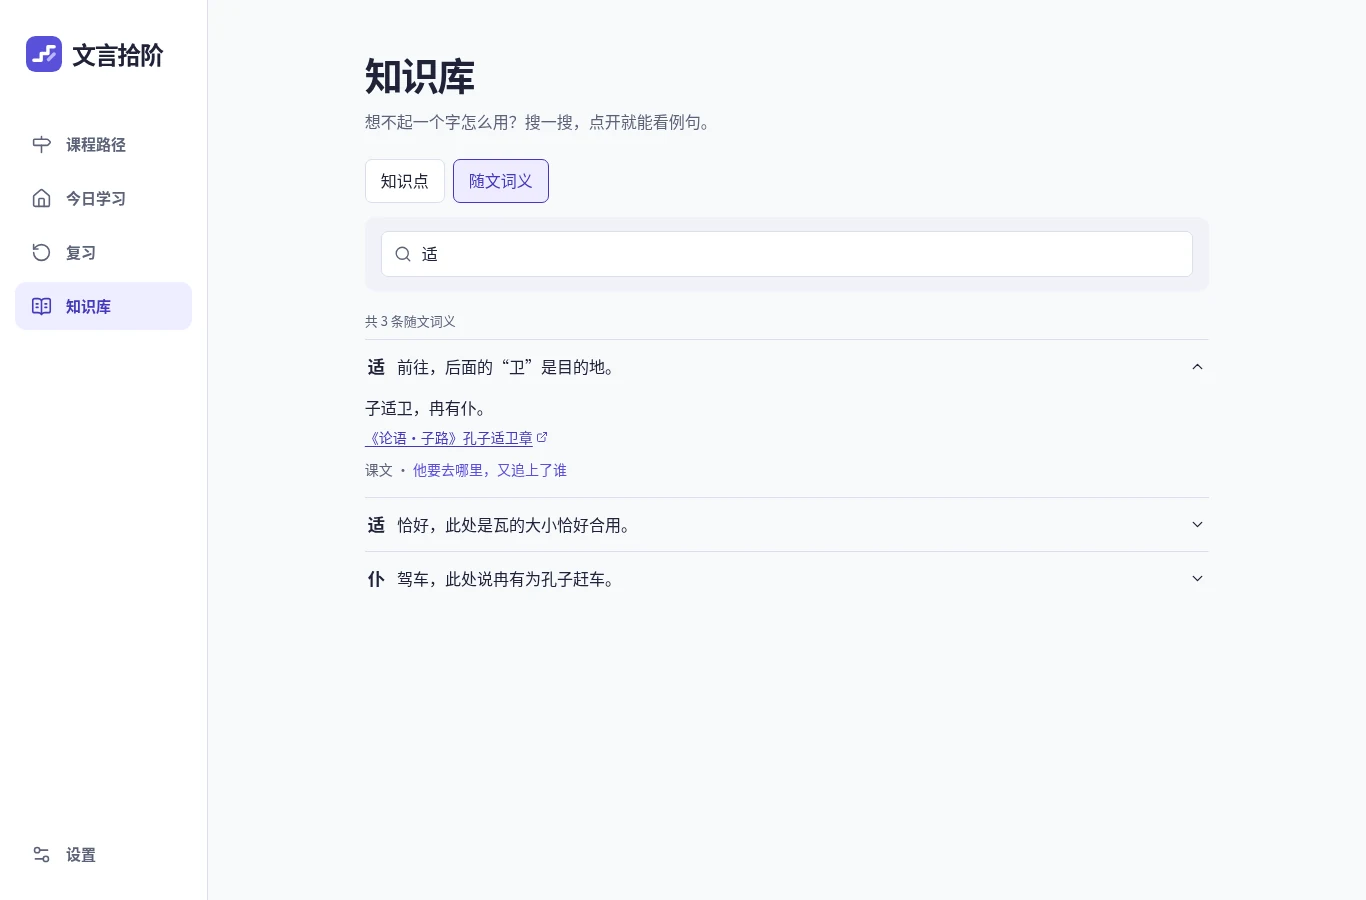 文言拾阶
课程路径
今日学习
复习
知识库
设置
知识库
想不起一个字怎么用？搜一搜，点开就能看例句。
知识点
随文词义
适
共 3 条随文词义
适 前往，后面的“卫”是目的地。
子适卫，冉有仆。
《论语·子路》孔子适卫章
课文 · 他要去哪里，又追上了谁
适 恰好，此处是瓦的大小恰好合用。
仆 驾车，此处说冉有为孔子赶车。